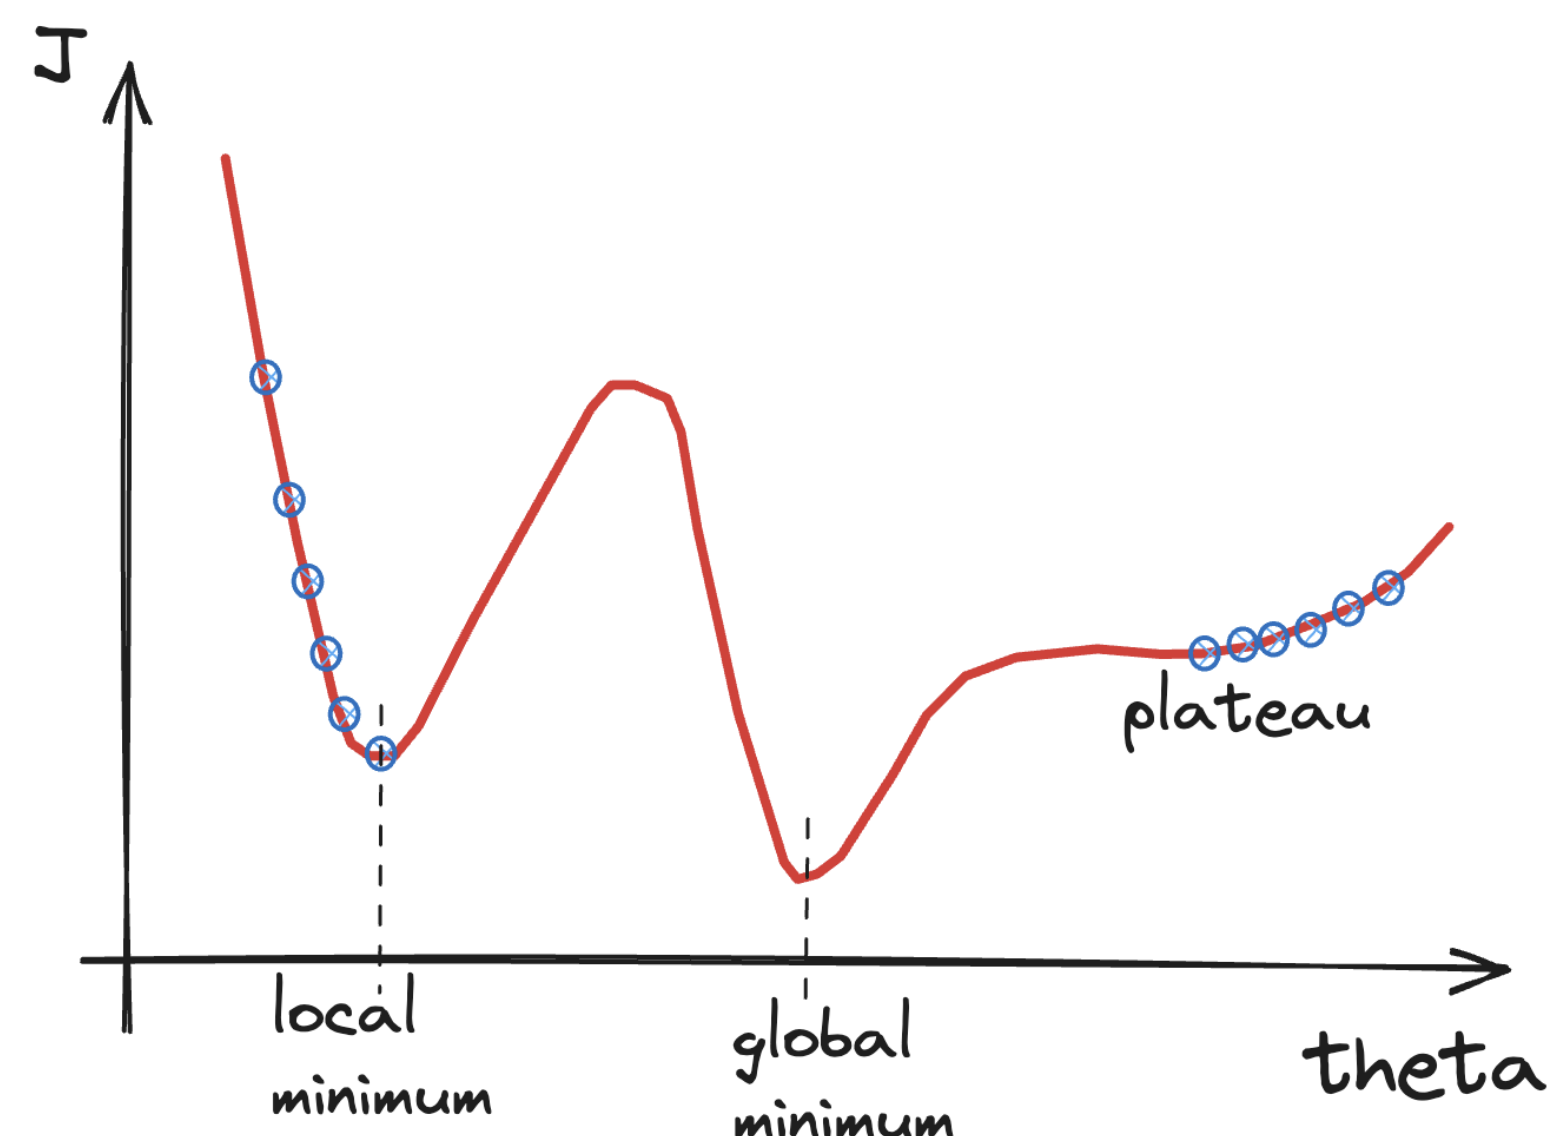 J
plateau
local
minimum
global
minimum
theta